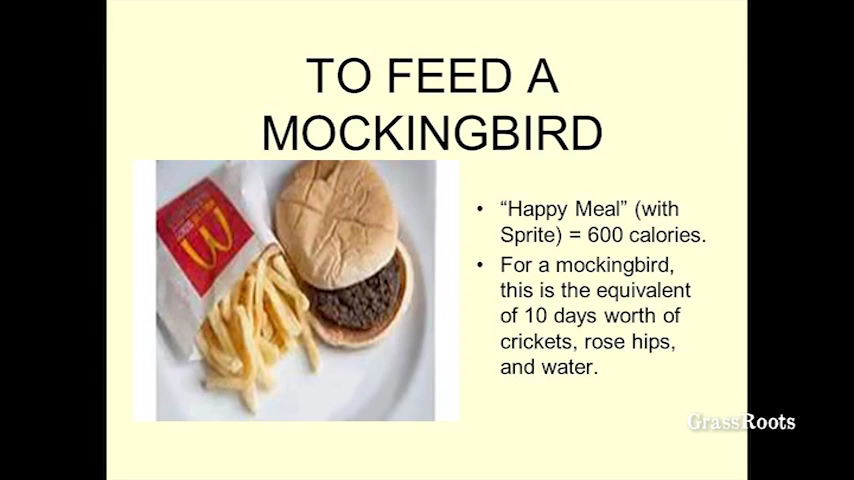 TO FEED A
MOCKINGBIRD
• “Happy Meal” (with
Sprite) = 600 calories.
• For a mockingbird,
this is the equivalent
of 10 days worth of
crickets, rose hips,
and water.
GrassRoots